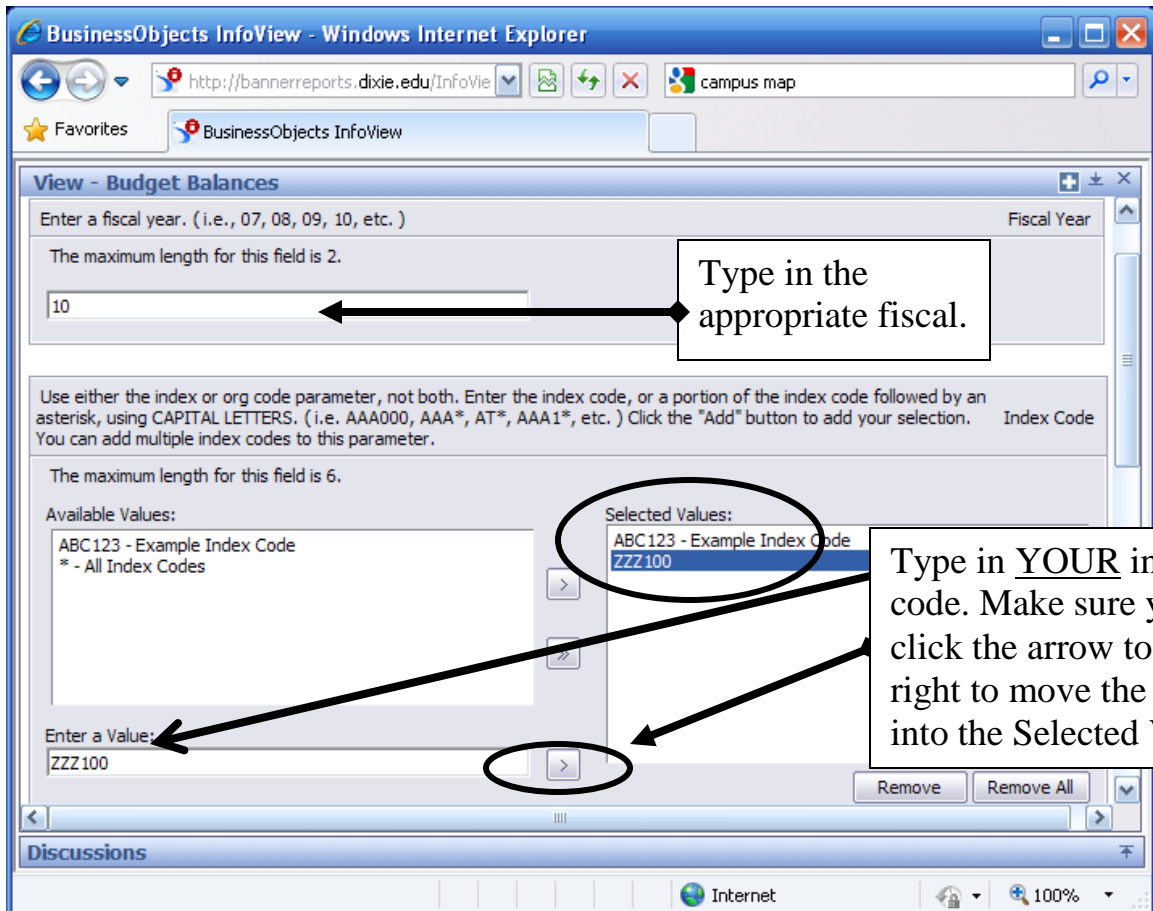 BusinessObjects InfoView - Windows Internet Explorer
http://bannerreports.dixie.edu/InfoVie
campus map
Favorites
BusinessObjects InfoView
View - Budget Balances
Enter a fiscal year. ( i.e., 07, 08, 09, 10, etc. ) Fiscal Year
The maximum length for this field is 2.
10
Type in the
appropriate fiscal.
Use either the index or org code parameter, not both. Enter the index code, or a portion of the index code followed by an
asterisk, using CAPITAL LETTERS. ( i.e. AAA000, AAA*, AT*, AAA1*, etc. ) Click the "Add" button to add your selection. Index Code
You can add multiple index codes to this parameter.
The maximum length for this field is 6.
Available Values: Selected Values:
ABC123 - Example Index Code ABC123 - Example Index Code
* - All Index Codes ZZZ100
>
>>
Type in YOUR
code. Make sure
click the arrow to
right to move the
into the Selected
Enter a Value:
ZZZ100 >
Remove Remove All
Discussions
Internet 100%